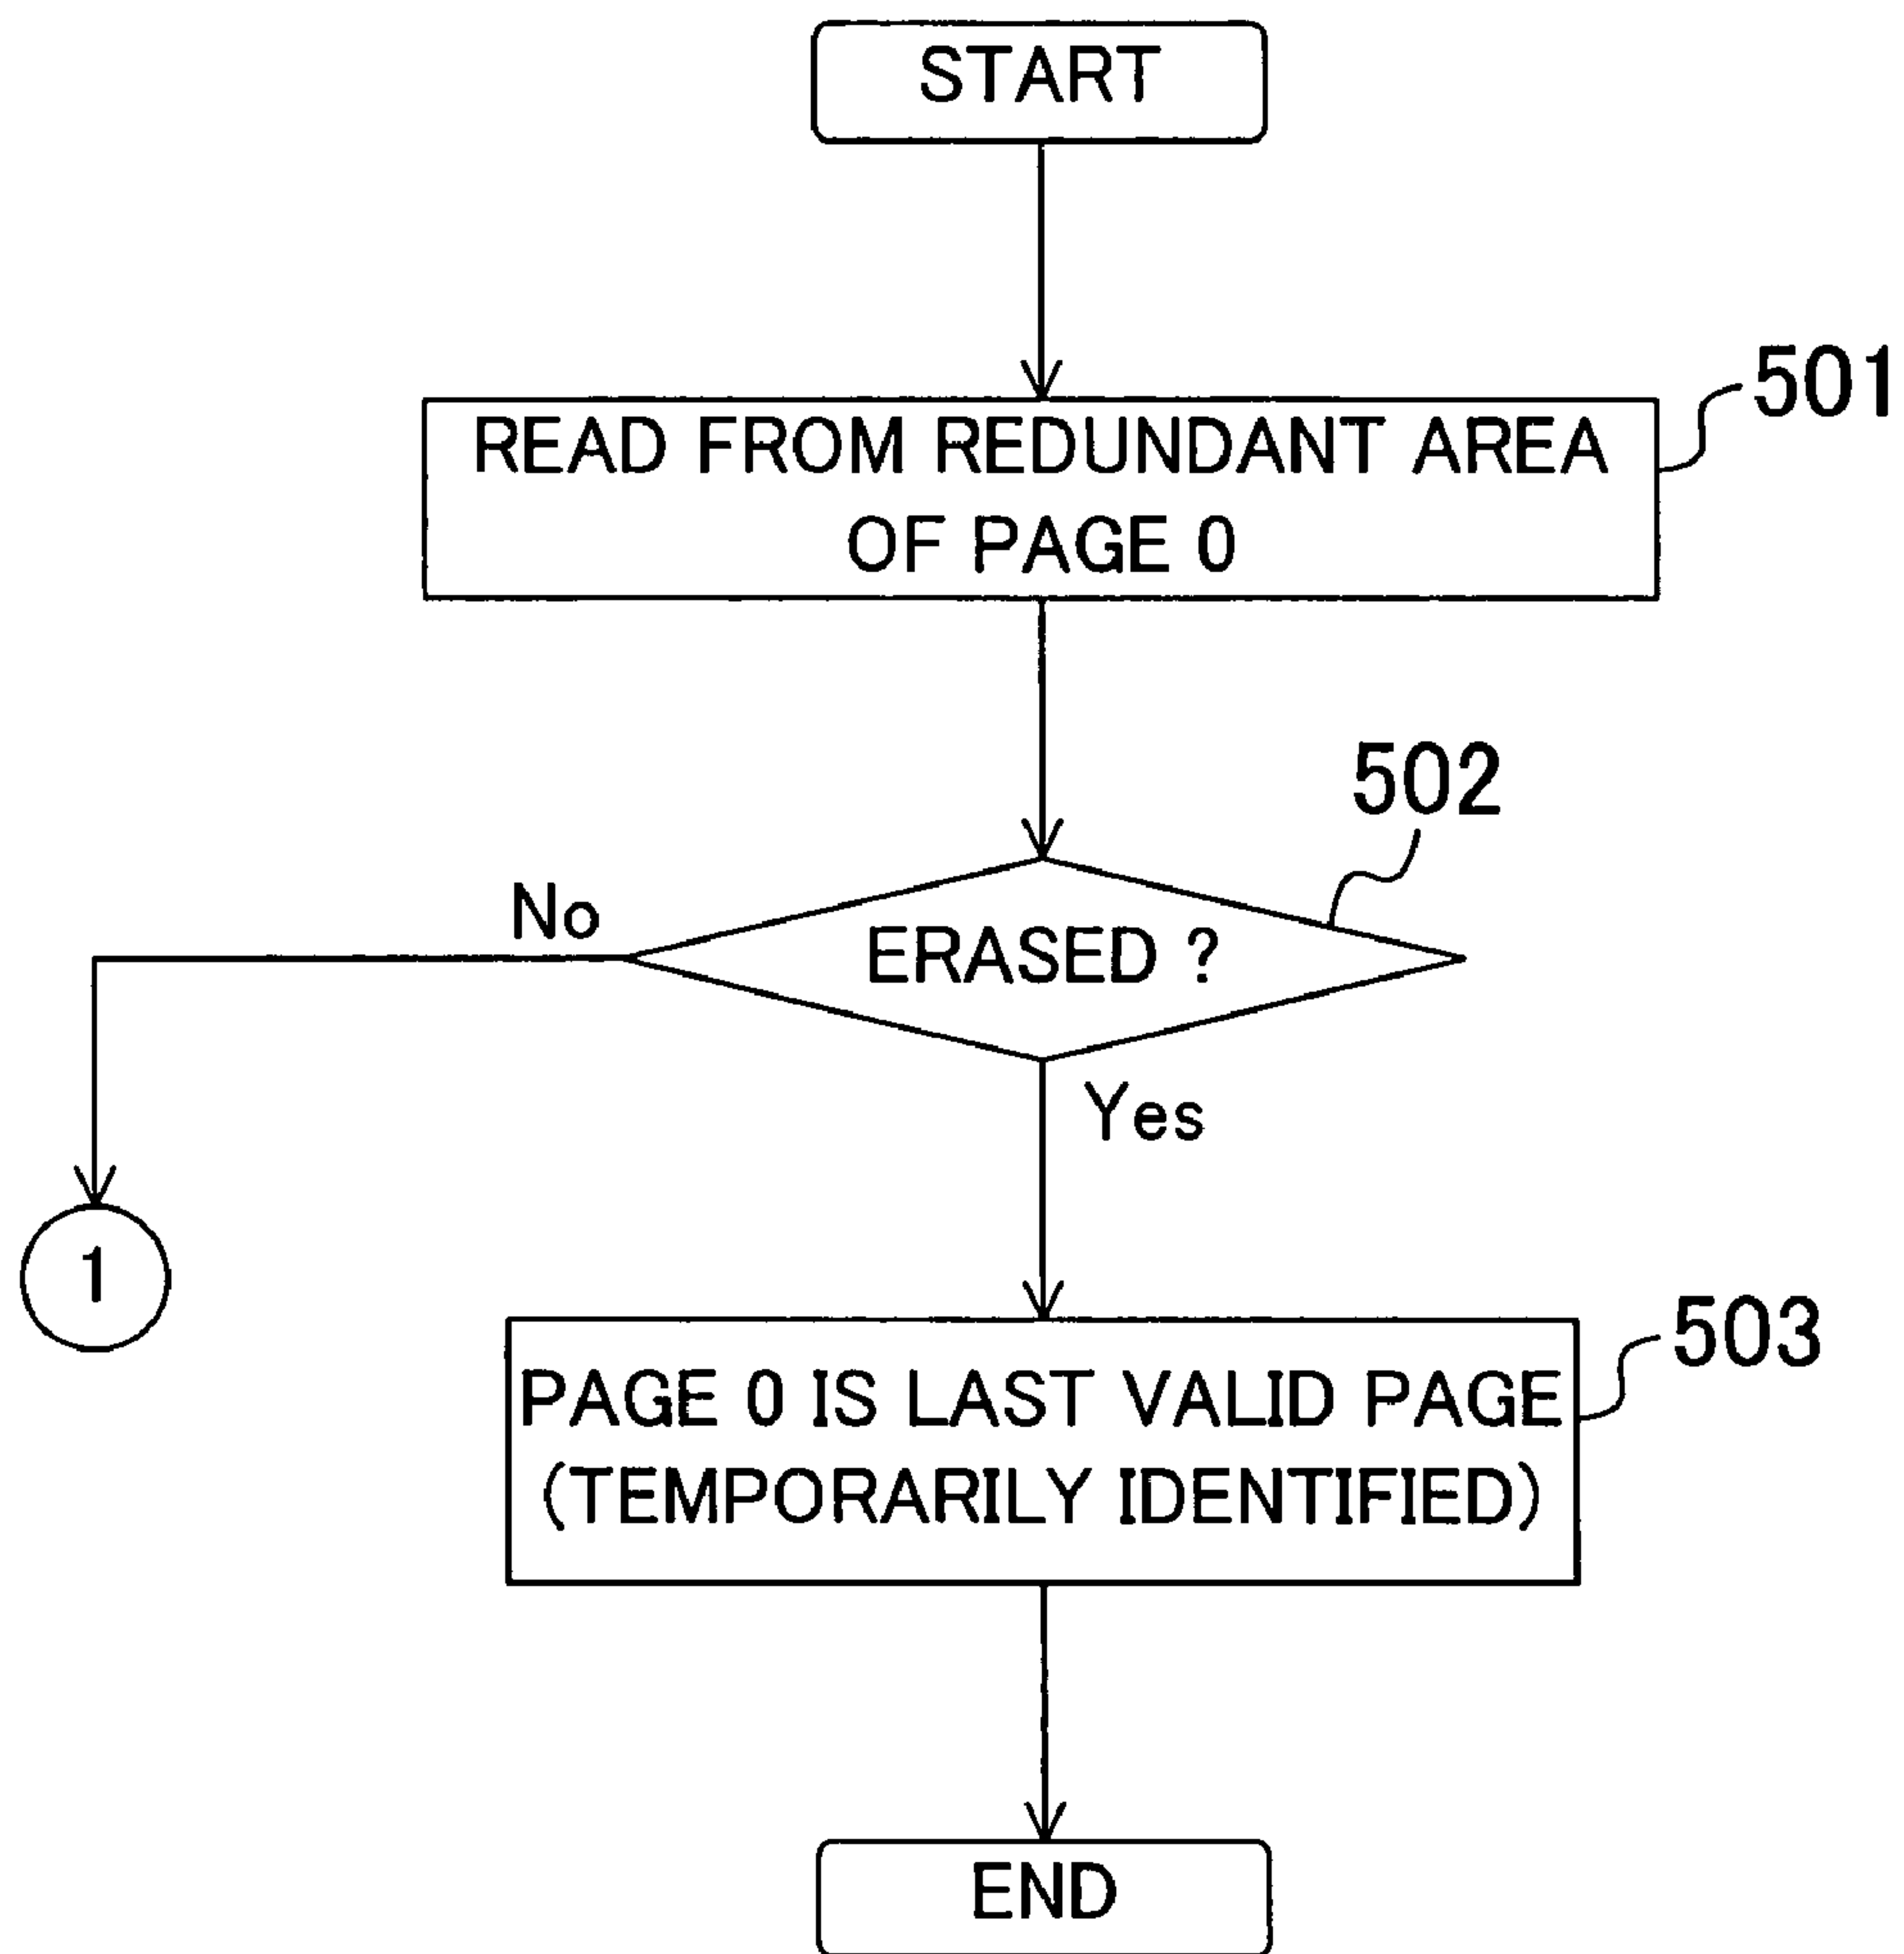 START
501
READ FROM REDUNDANT AREA
OF PAGE 0
502
No
ERASED ?
Yes
1
503
PAGE 0 IS LAST VALID PAGE
(TEMPORARILY IDENTIFIED)
END